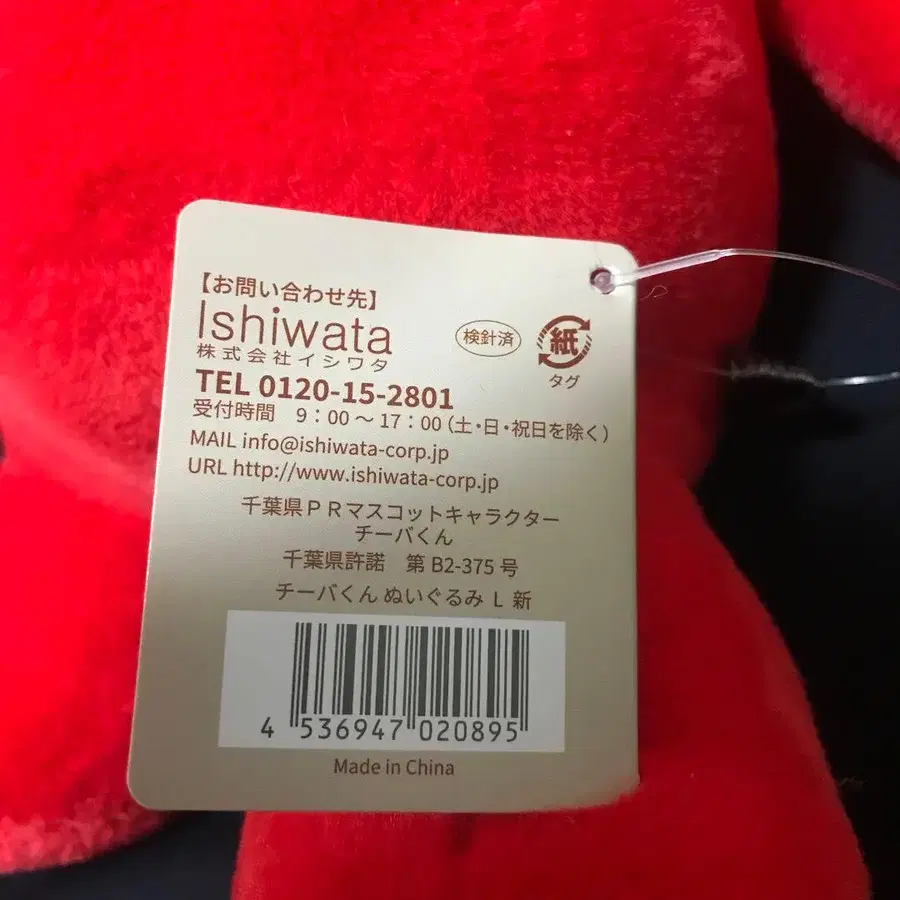 【お問い合わせ先】
Ishiwata
株式会社イシワタ
検針済
紙
タグ
TEL 0120-15-2801
受付時間　9：00～17：00（土・日・祝日を除く）
MAIL info@ishiwata-corp.jp
URL http://www.ishiwata-corp.jp
千葉県ＰＲマスコットキャラクター
チーバくん
千葉県許諾　第 B2-375 号
チーバくん ぬいぐるみ L 新
4 536947 020895
Made in China